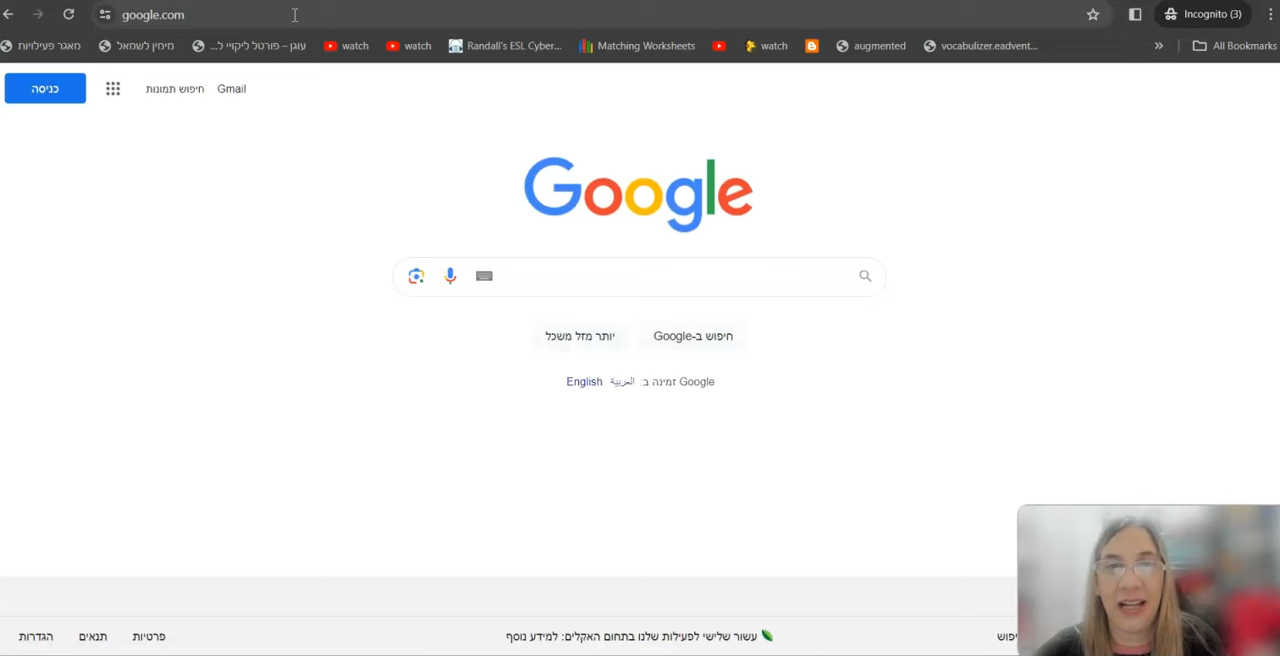 google.com
Incognito (3)
מאגר פעילויות
מימין לשמאל
עוגן – פורטל ליקויי ל...
watch
watch
Randall's ESL Cyber...
Matching Worksheets
watch
augmented
vocabulizer.eadvent...
All Bookmarks
כניסה
חיפוש תמונות
Gmail
Google
יותר מזל משכל
חיפוש ב-Google
Google זמינה ב: العربية English
עשור שלישי לפעילות שלנו בתחום האקלים: למידע נוסף
הגדרות
תנאים
פרטיות